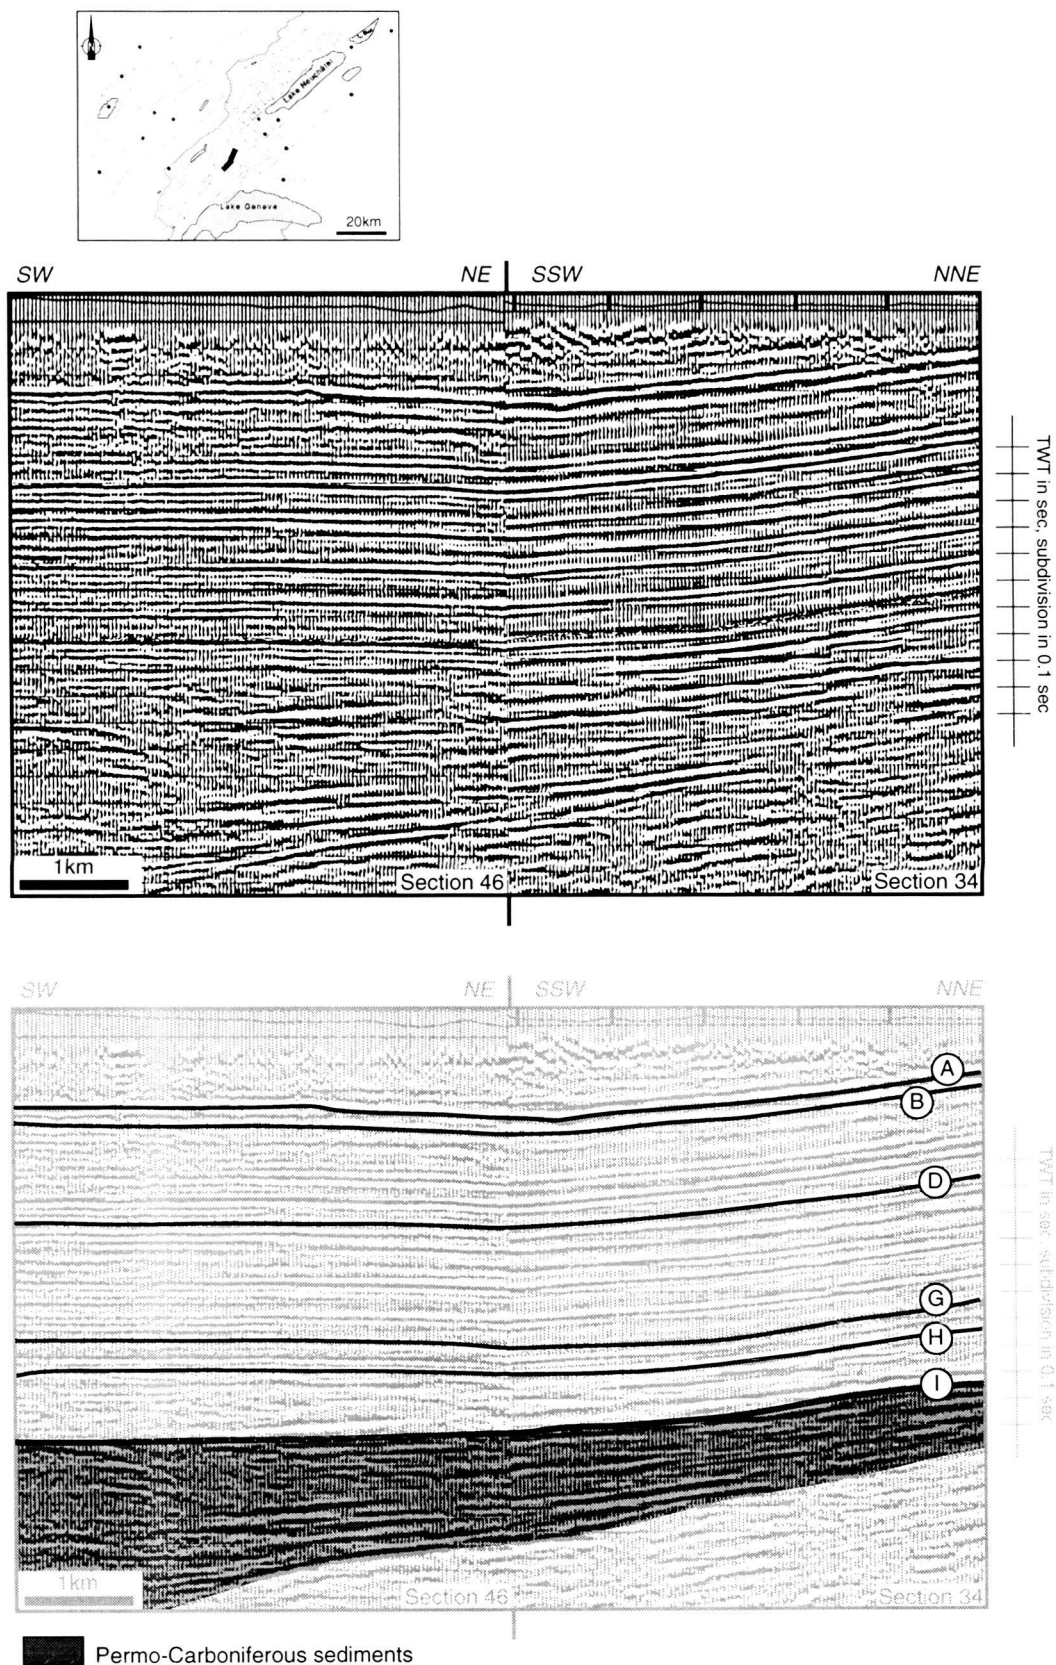 Lake Neuchâtel
Lake Geneva
20km
SW
NE
SSW
NNE
TWT in sec, subdivision in 0.1 sec
1km
Section 46
Section 34
SW
NE
SSW
NNE
A
B
D
G
H
I
TWT in sec, subdivision in 0.1 sec
1km
Section 46
Section 34
Permo-Carboniferous sediments